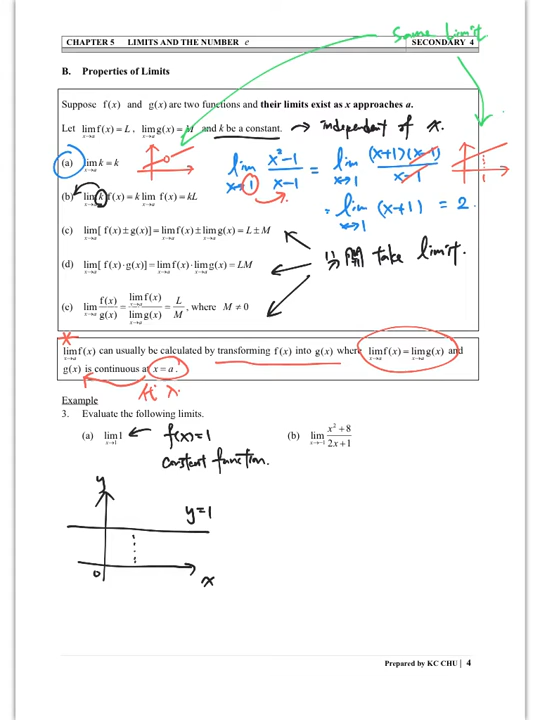 Same Limit
CHAPTER 5 LIMITS AND THE NUMBER e SECONDARY 4
B. Properties of Limits
Suppose f(x) and g(x) are two functions and their limits exist as x approaches a.
Let lim x→a f(x) = L, lim x→a g(x) = M and k be a constant. → independent of x.
(a) lim x→a k = k
lim x→1 (x²-1)/(x-1) = lim x→1 (x+1)(x-1)/(x-1)
1
(b) lim x→a k f(x) = k lim x→a f(x) = kL
= lim x→1 (x+1) = 2.
(c) lim x→a [ f(x) ± g(x)] = lim x→a f(x) ± lim x→a g(x) = L ± M
分開 take limit.
(d) lim x→a [ f(x) · g(x)] = lim x→a f(x) · lim x→a g(x) = LM
(e) lim x→a f(x)/g(x) = lim x→a f(x) / lim x→a g(x) = L/M, where M ≠ 0
*
lim x→a f(x) can usually be calculated by transforming f(x) into g(x) where lim x→a f(x) = lim x→a g(x) and
g(x) is continuous at x = a.
代入
Example
3. Evaluate the following limits.
(a) lim x→1 1 ← f(x)=1
constant function.
(b) lim x→-1 (x²+8)/(2x+1)
y
y=1
0
x
Prepared by KC CHU | 4